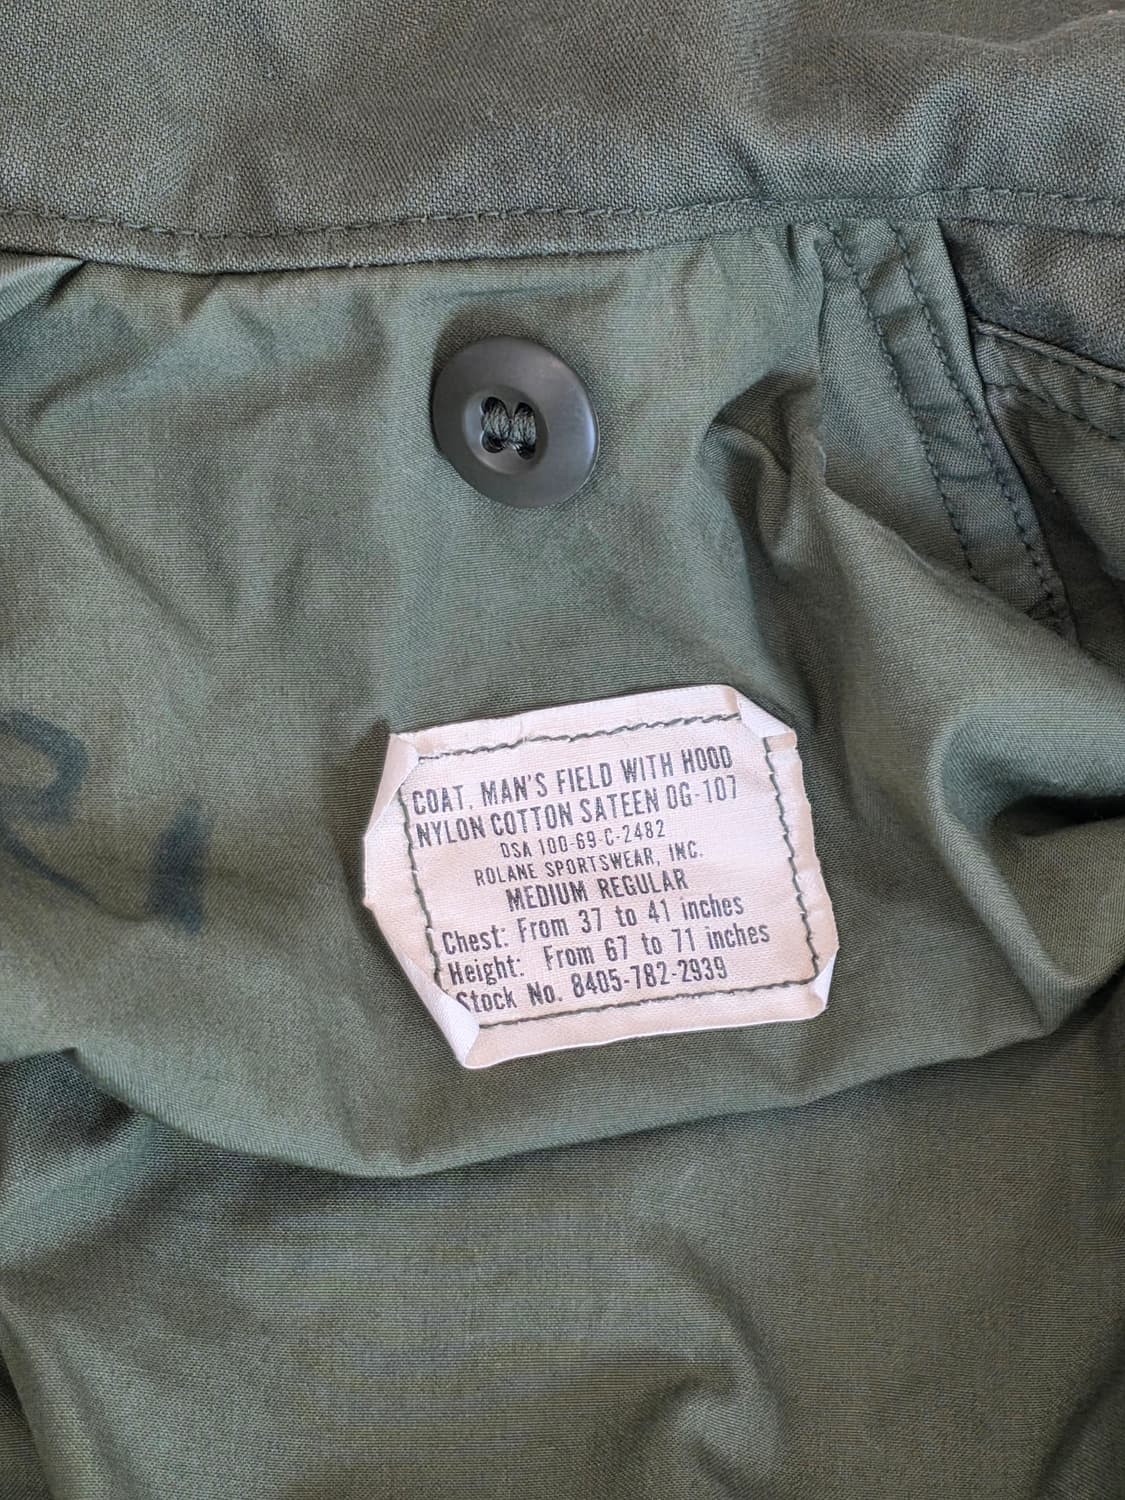 COAT, MAN'S FIELD WITH HOOD
NYLON COTTON SATEEN OG-107
DSA 100-69-C-2482
ROLANE SPORTSWEAR, INC.
MEDIUM REGULAR
Chest: From 37 to 41 inches
Height: From 67 to 71 inches
Stock No. 8405-782-2939